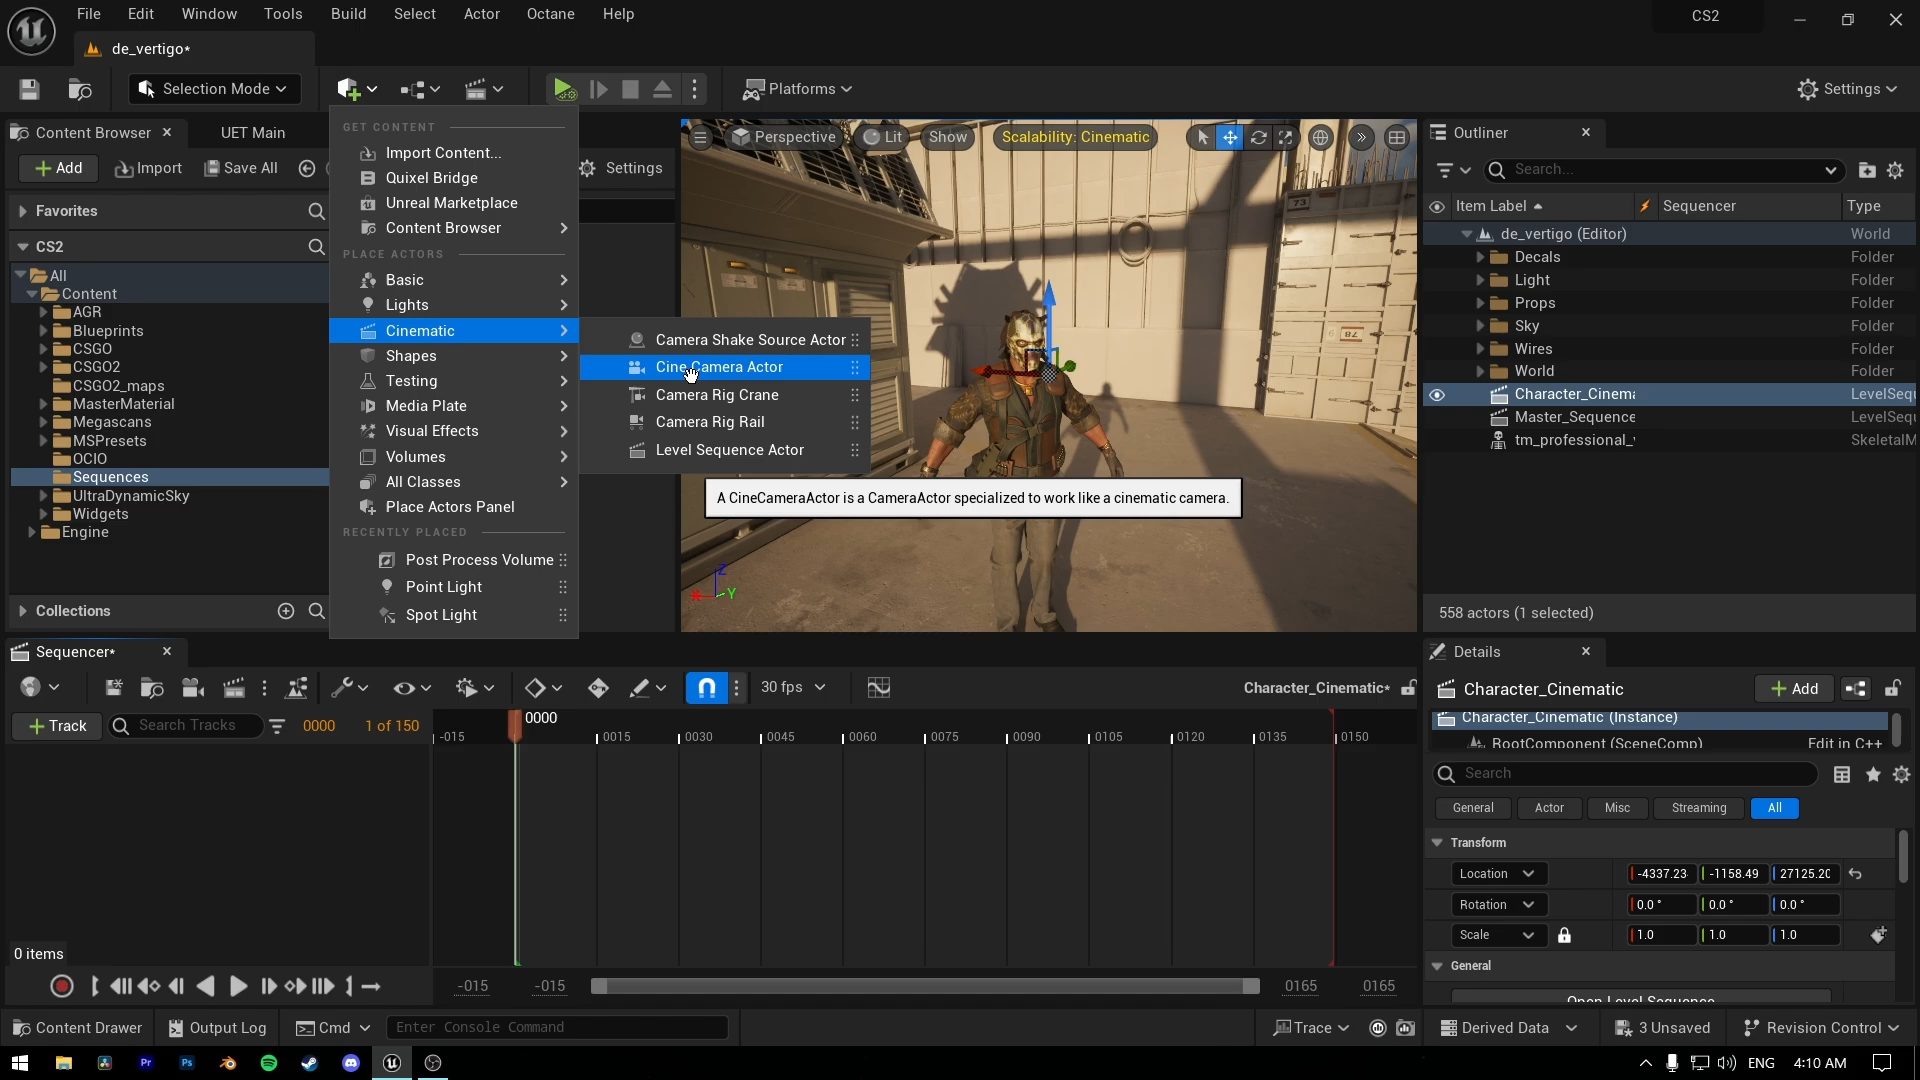 File Edit Window Tools Build Select Actor Octane Help
CS2
de_vertigo*
Selection Mode
Platforms
Settings
Content Browser
UET Main
Add Import Save All
Settings
Favorites
CS2
All
Content
AGR
Blueprints
CSGO
CSGO2
CSGO2_maps
MasterMaterial
Megascans
MSPresets
OCIO
Sequences
UltraDynamicSky
Widgets
Engine
Collections
GET CONTENT
Import Content...
Quixel Bridge
Unreal Marketplace
Content Browser
PLACE ACTORS
Basic
Lights
Cinematic
Shapes
Testing
Media Plate
Visual Effects
Volumes
All Classes
Place Actors Panel
RECENTLY PLACED
Post Process Volume
Point Light
Spot Light
Camera Shake Source Actor
Cine Camera Actor
Camera Rig Crane
Camera Rig Rail
Level Sequence Actor
A CineCameraActor is a CameraActor specialized to work like a cinematic camera.
Perspective Lit Show Scalability: Cinematic
73
78
Z
Y
Outliner
Search...
Item Label Sequencer Type
de_vertigo (Editor) World
Decals Folder
Light Folder
Props Folder
Sky Folder
Wires Folder
World Folder
Character_Cinema LevelSequ
Master_Sequence LevelSequ
tm_professional_ SkeletalM
558 actors (1 selected)
Sequencer*
30 fps
Character_Cinematic*
Track Search Tracks 0000 1 of 150
0000
-015 0015 0030 0045 0060 0075 0090 0105 0120 0135 0150
0 items
-015 -015 0165 0165
Details
Character_Cinematic
Add
Character_Cinematic (Instance)
RootComponent (SceneComp) Edit in C++
Search
General Actor Misc Streaming All
Transform
Location -4337.23 -1158.49 27125.20
Rotation 0.0 ° 0.0 ° 0.0 °
Scale 1.0 1.0 1.0
General
Open Level Sequence
Content Drawer Output Log Cmd Enter Console Command
Trace Derived Data 3 Unsaved Revision Control
Pr Ps
ENG 4:10 AM